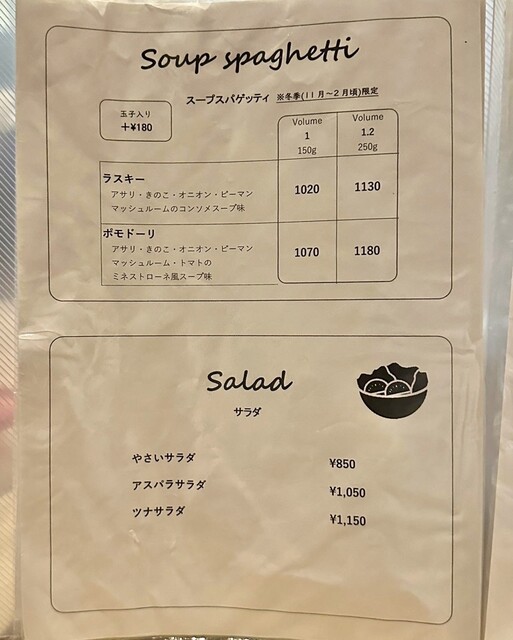 Soup spaghetti
スープスパゲッティ ※冬季(11月～2月頃)限定
玉子入り
＋¥180
Volume 1 150g
Volume 1.2 250g
ラスキー 1020 1130
アサリ・きのこ・オニオン・ピーマン
マッシュルームのコンソメスープ味
ポモドーリ 1070 1180
アサリ・きのこ・オニオン・ピーマン
マッシュルーム・トマトの
ミネストローネ風スープ味
Salad
サラダ
やさいサラダ ¥850
アスパラサラダ ¥1,050
ツナサラダ ¥1,150